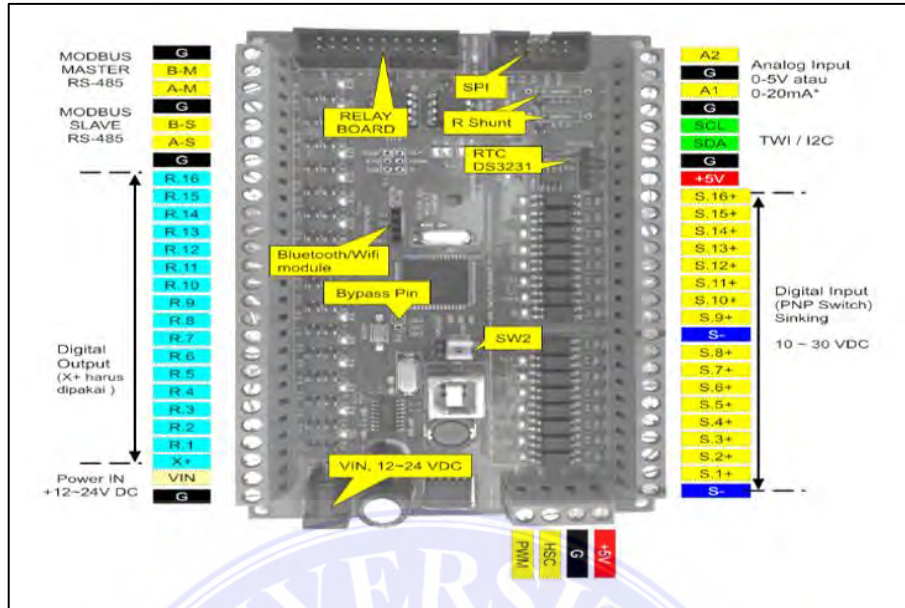 MODBUS
MASTER
RS-485
G
B-M
A-M
MODBUS
SLAVE
RS-485
G
B-S
A-S
G
R.16
R.15
R.14
R.13
R.12
R.11
R.10
R.9
R.8
R.7
R.6
R.5
R.4
R.3
R.2
R.1
X+
VIN
G
Digital
Output
(X+ harus
dipakai )
Power IN
+12~24V DC
RELAY
BOARD
SPI
R Shunt
RTC
DS3231
Bluetooth/Wifi
module
Bypass Pin
SW2
VIN, 12~24 VDC
A2
G
A1
G
SCL
SDA
G
+5V
S.16+
S.15+
S.14+
S.13+
S.12+
S.11+
S.10+
S.9+
S-
S.8+
S.7+
S.6+
S.5+
S.4+
S.3+
S.2+
S.1+
S-
Analog Input
0-5V atau
0-20mA*
TWI / I2C
Digital Input
(PNP Switch)
Sinking
10 ~ 30 VDC
PWM
HSC
G
+5V